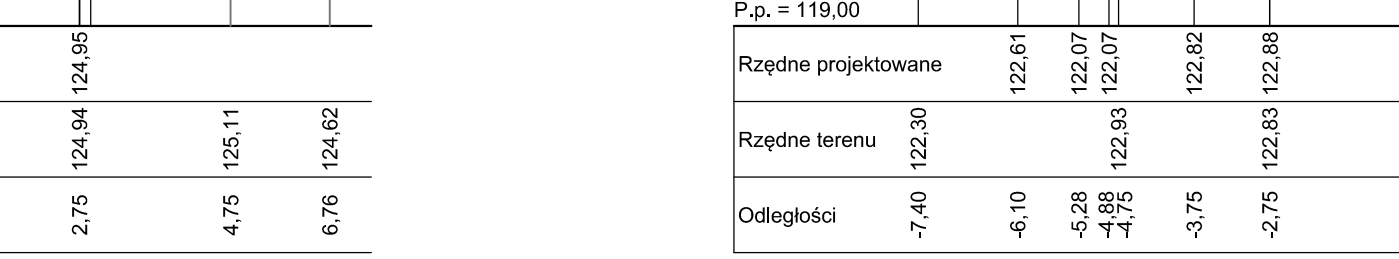 124,95
124,94 125,11 124,62
2,75 4,75 6,76
P.p. = 119,00
Rzędne projektowane 122,61 122,07 122,07 122,82 122,88
Rzędne terenu 122,30 122,93 122,83
Odległości -7,40 -6,10 -5,28 -4,88 -4,75 -3,75 -2,75